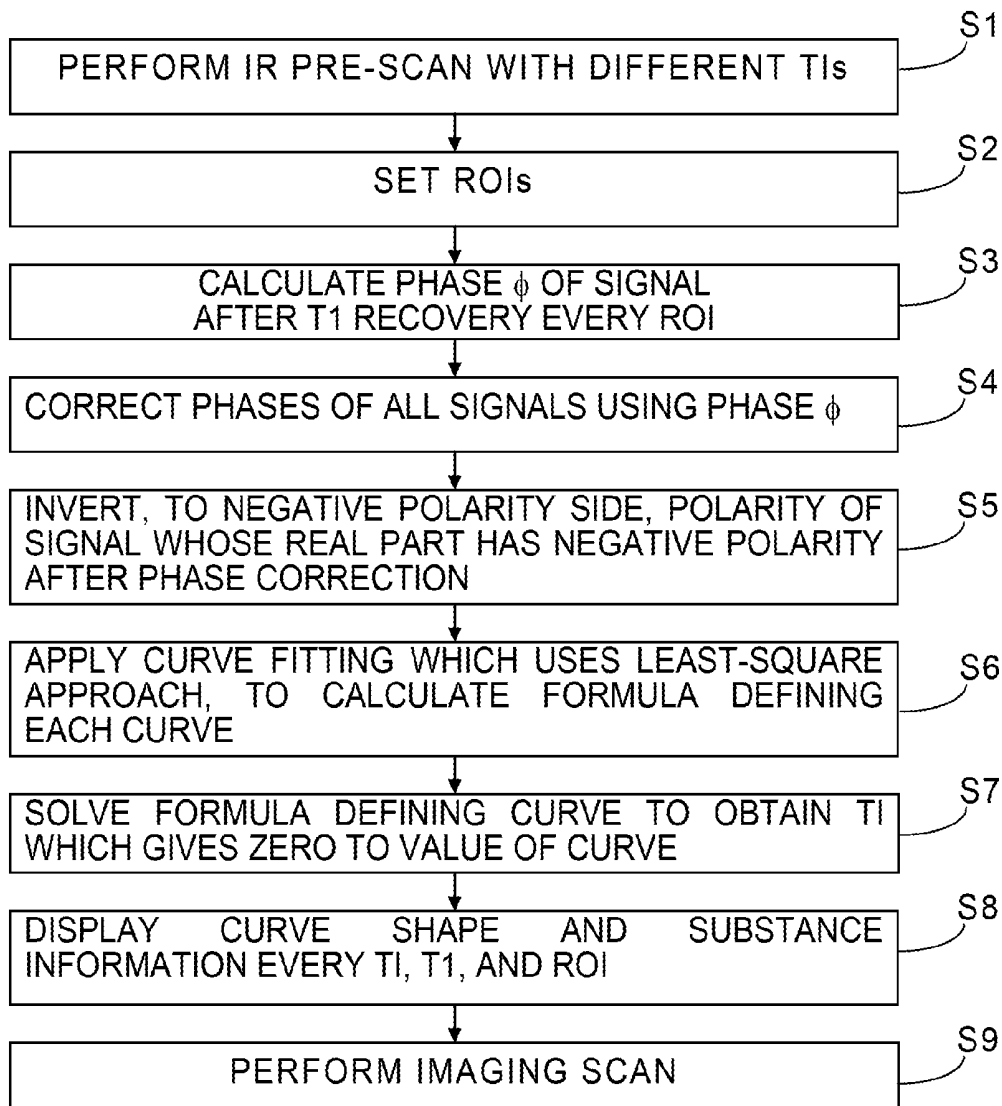 S1
PERFORM IR PRE-SCAN WITH DIFFERENT TIs
S2
SET ROIs
S3
CALCULATE PHASE ϕ OF SIGNAL
AFTER T1 RECOVERY EVERY ROI
S4
CORRECT PHASES OF ALL SIGNALS USING PHASE ϕ
S5
INVERT, TO NEGATIVE POLARITY SIDE, POLARITY OF
SIGNAL WHOSE REAL PART HAS NEGATIVE POLARITY
AFTER PHASE CORRECTION
S6
APPLY CURVE FITTING WHICH USES LEAST-SQUARE
APPROACH, TO CALCULATE FORMULA DEFINING
EACH CURVE
S7
SOLVE FORMULA DEFINING CURVE TO OBTAIN TI
WHICH GIVES ZERO TO VALUE OF CURVE
S8
DISPLAY CURVE SHAPE AND SUBSTANCE
INFORMATION EVERY TI, T1, AND ROI
S9
PERFORM IMAGING SCAN